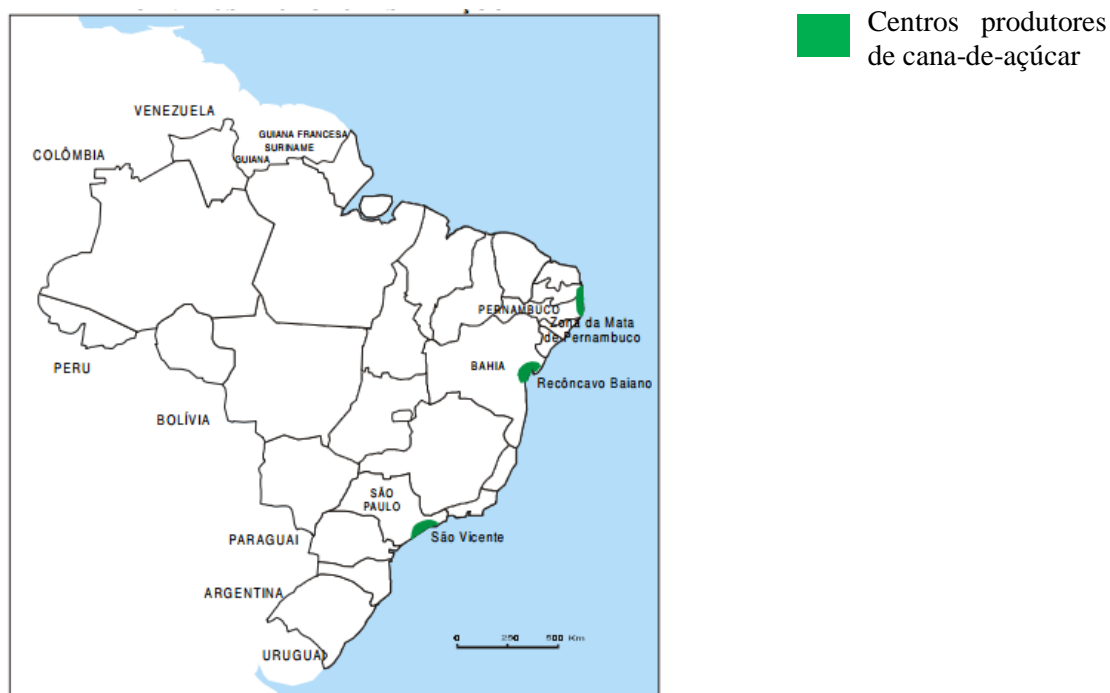 Centros produtores
de cana-de-açúcar
VENEZUELA
GUIANA FRANCESA
SURINAME
GUIANA
COLÔMBIA
PERNAMBUCO
Zona da Mata
de Pernambuco
BAHIA
PERU
Recôncavo Baiano
BOLÍVIA
SÃO
PAULO
São Vicente
PARAGUAI
ARGENTINA
0 250 500 Km
URUGUAI